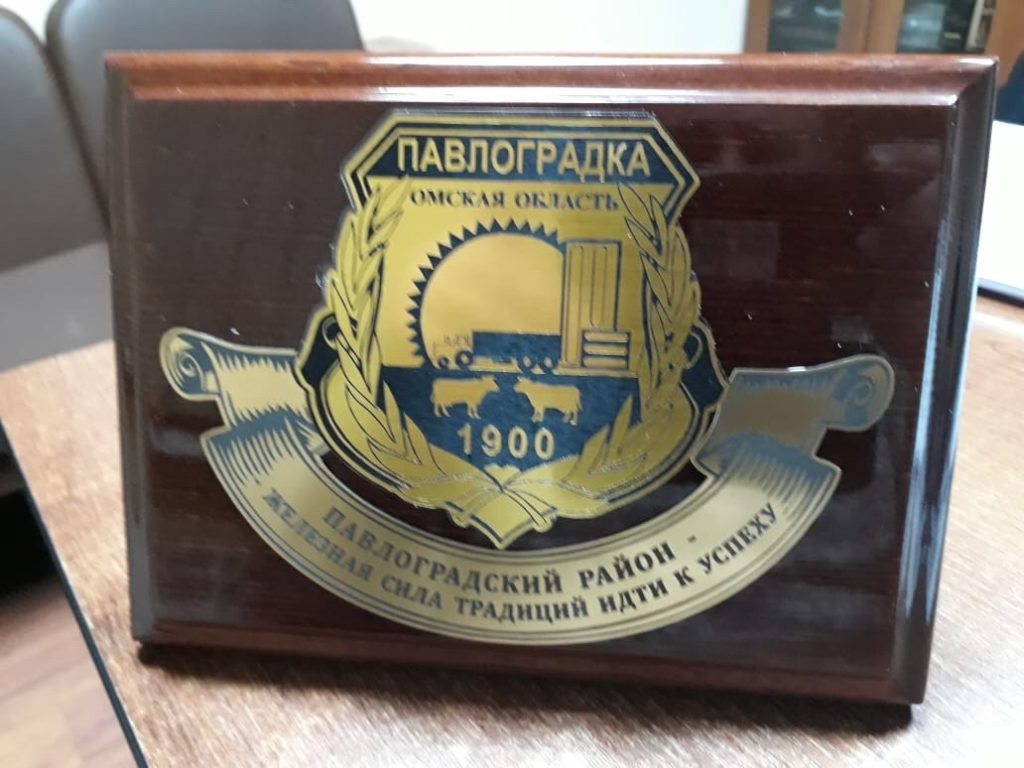 ПАВЛОГРАДКА
ОМСКАЯ ОБЛАСТЬ
1900
ПАВЛОГРАДСКИЙ РАЙОН -
ЖЕЛЕЗНАЯ СИЛА ТРАДИЦИЙ ИДТИ К УСПЕХУ